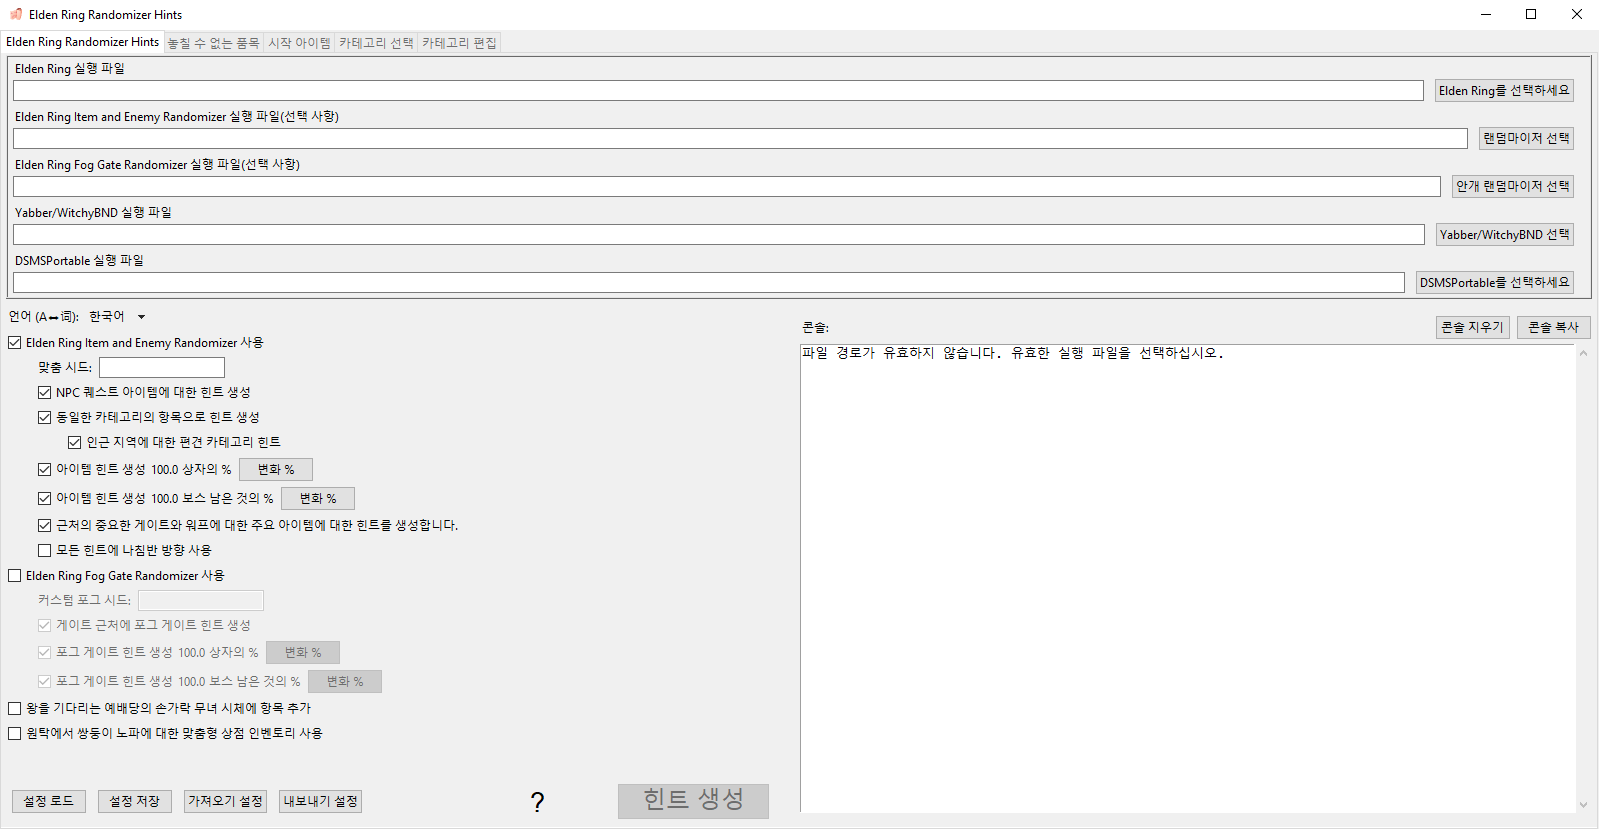 Elden Ring Randomizer Hints
Elden Ring Randomizer Hints 놓칠 수 없는 품목 시작 아이템 카테고리 선택 카테고리 편집
Elden Ring 실행 파일
Elden Ring를 선택하세요
Elden Ring Item and Enemy Randomizer 실행 파일(선택 사항)
랜덤마이저 선택
Elden Ring Fog Gate Randomizer 실행 파일(선택 사항)
안개 랜덤마이저 선택
Yabber/WitchyBND 실행 파일
Yabber/WitchyBND 선택
DSMSPortable 실행 파일
DSMSPortable를 선택하세요
언어 (A↔词): 한국어
Elden Ring Item and Enemy Randomizer 사용
맞춤 시드:
NPC 퀘스트 아이템에 대한 힌트 생성
동일한 카테고리의 항목으로 힌트 생성
인근 지역에 대한 편견 카테고리 힌트
아이템 힌트 생성 100.0 상자의 % 변화 %
아이템 힌트 생성 100.0 보스 남은 것의 % 변화 %
근처의 중요한 게이트와 워프에 대한 주요 아이템에 대한 힌트를 생성합니다.
모든 힌트에 나침반 방향 사용
Elden Ring Fog Gate Randomizer 사용
커스텀 포그 시드:
게이트 근처에 포그 게이트 힌트 생성
포그 게이트 힌트 생성 100.0 상자의 % 변화 %
포그 게이트 힌트 생성 100.0 보스 남은 것의 % 변화 %
왕을 기다리는 예배당의 손가락 무녀 시체에 항목 추가
원탁에서 쌍둥이 노파에 대한 맞춤형 상점 인벤토리 사용
설정 로드 설정 저장 가져오기 설정 내보내기 설정 ? 힌트 생성
콘솔: 콘솔 지우기 콘솔 복사
파일 경로가 유효하지 않습니다. 유효한 실행 파일을 선택하십시오.